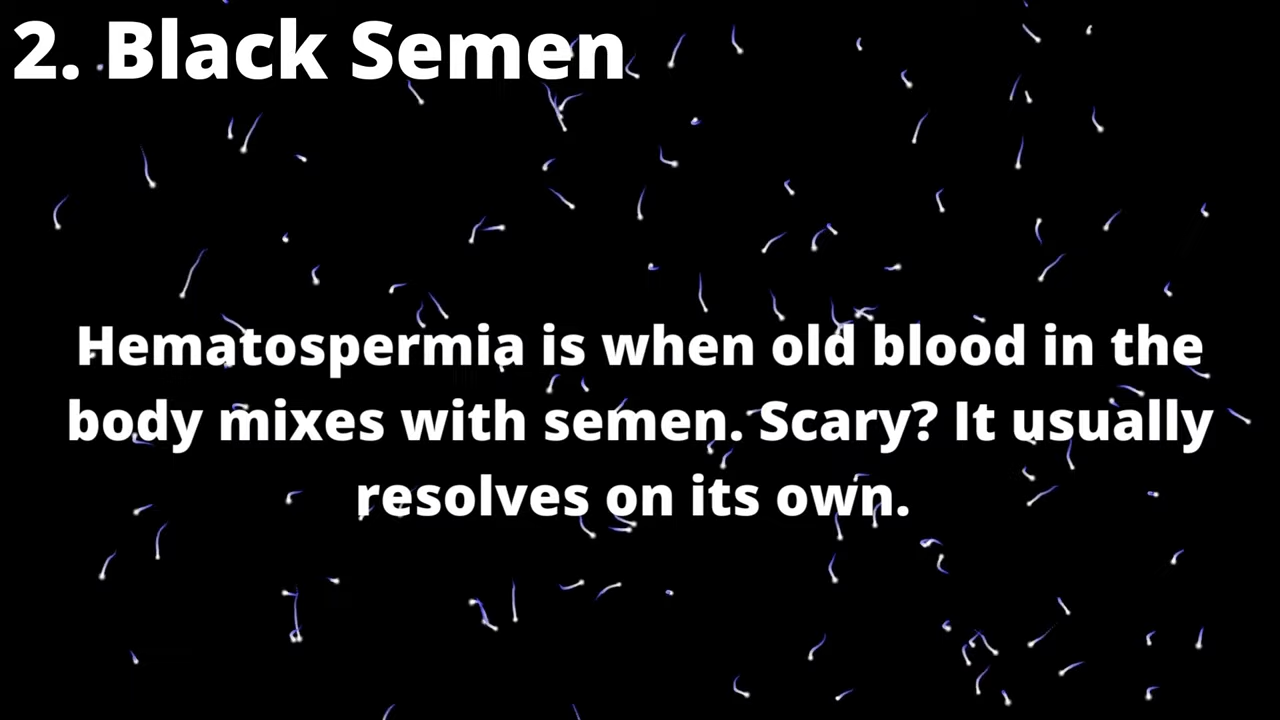 2. Black Semen
Hematospermia is when old blood in the
body mixes with semen. Scary? It usually
resolves on its own.